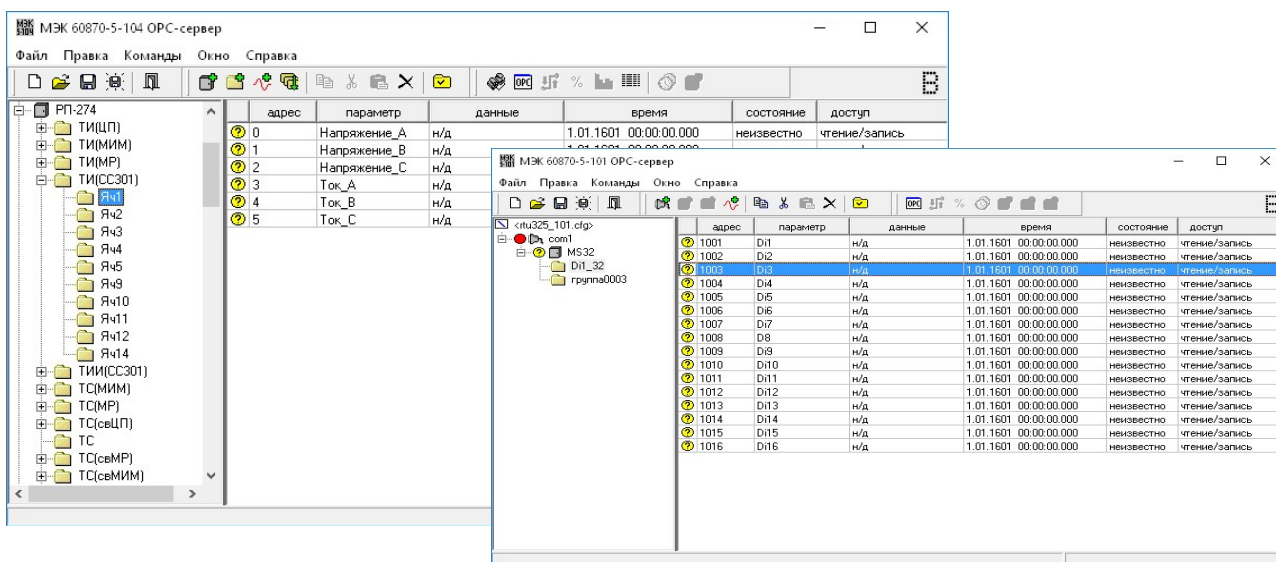 МЭК 60870-5-104 OPC-сервер
Файл Правка Команды Окно Справка
РП-274
ТИ(ЦП)
ТИ(МИМ)
ТИ(МР)
ТИ(СС301)
Яч1
Яч2
Яч3
Яч4
Яч5
Яч9
Яч10
Яч11
Яч12
Яч14
ТИИ(СС301)
ТС(МИМ)
ТС(МР)
ТС(свЦП)
ТС
ТС(свМР)
ТС(свМИМ)
адрес параметр данные время состояние доступ
0 Напряжение_А н/д 1.01.1601 00:00:00.000 неизвестно чтение/запись
1 Напряжение_В н/д
2 Напряжение_С н/д
3 Ток_А н/д
4 Ток_В н/д
5 Ток_С н/д
МЭК 60870-5-101 OPC-сервер
Файл Правка Команды Окно Справка
OPC
<rtu325_101.cfg>
com1
MS32
Di1_32
группа0003
адрес параметр данные время состояние доступ
1001 Di1 н/д 1.01.1601 00:00:00.000 неизвестно чтение/запись
1002 Di2 н/д 1.01.1601 00:00:00.000 неизвестно чтение/запись
1003 Di3 н/д 1.01.1601 00:00:00.000 неизвестно чтение/запись
1004 Di4 н/д 1.01.1601 00:00:00.000 неизвестно чтение/запись
1005 Di5 н/д 1.01.1601 00:00:00.000 неизвестно чтение/запись
1006 Di6 н/д 1.01.1601 00:00:00.000 неизвестно чтение/запись
1007 Di7 н/д 1.01.1601 00:00:00.000 неизвестно чтение/запись
1008 D8 н/д 1.01.1601 00:00:00.000 неизвестно чтение/запись
1009 Di9 н/д 1.01.1601 00:00:00.000 неизвестно чтение/запись
1010 Di10 н/д 1.01.1601 00:00:00.000 неизвестно чтение/запись
1011 Di11 н/д 1.01.1601 00:00:00.000 неизвестно чтение/запись
1012 Di12 н/д 1.01.1601 00:00:00.000 неизвестно чтение/запись
1013 Di13 н/д 1.01.1601 00:00:00.000 неизвестно чтение/запись
1014 Di14 н/д 1.01.1601 00:00:00.000 неизвестно чтение/запись
1015 Di15 н/д 1.01.1601 00:00:00.000 неизвестно чтение/запись
1016 Di16 н/д 1.01.1601 00:00:00.000 неизвестно чтение/запись